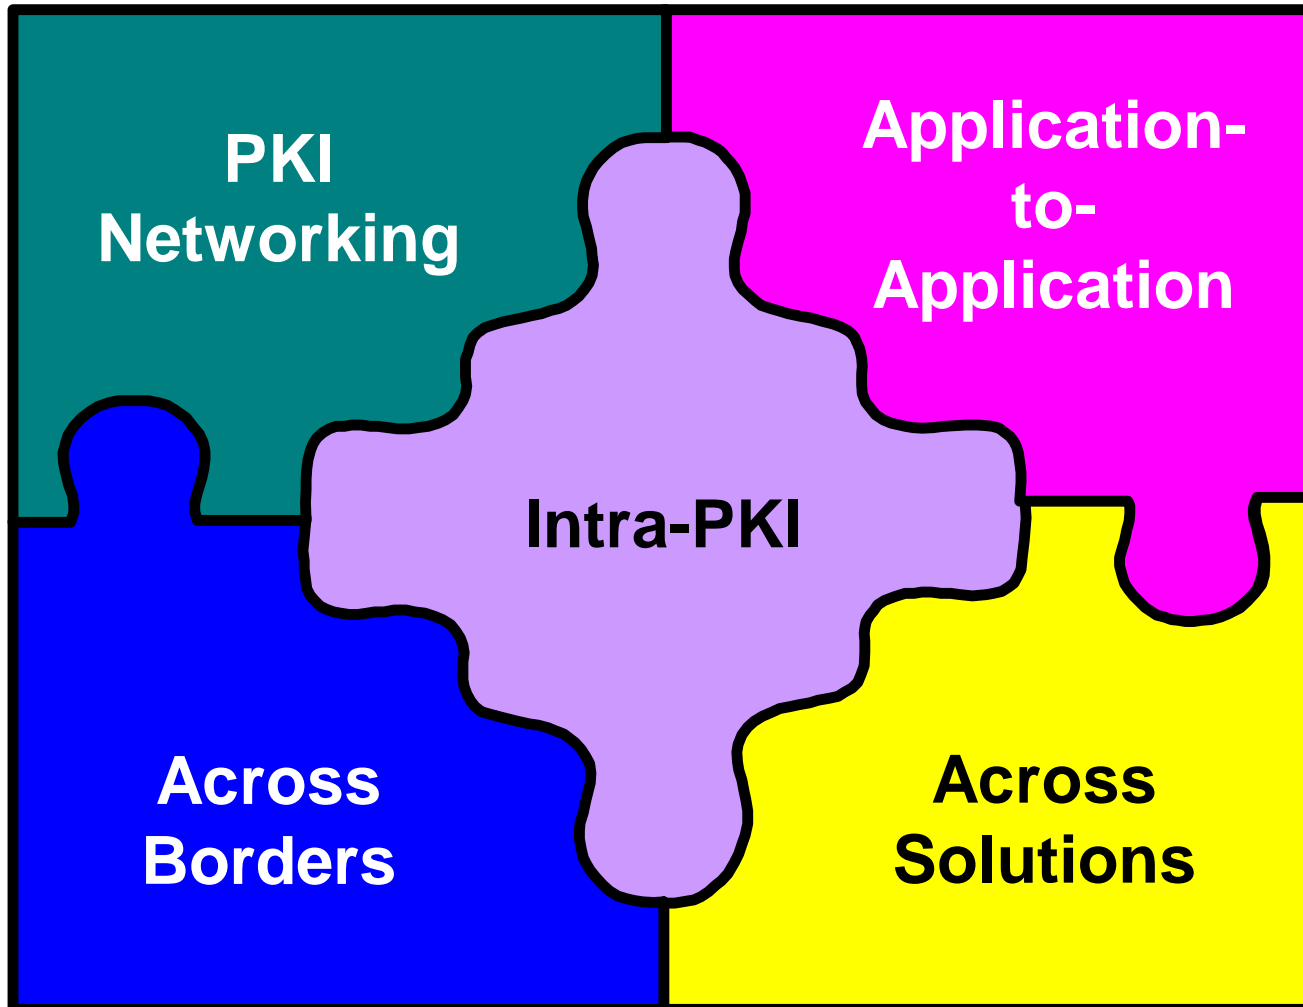 PKI
Networking
Application-
to-
Application
Intra-PKI
Across
Borders
Across
Solutions